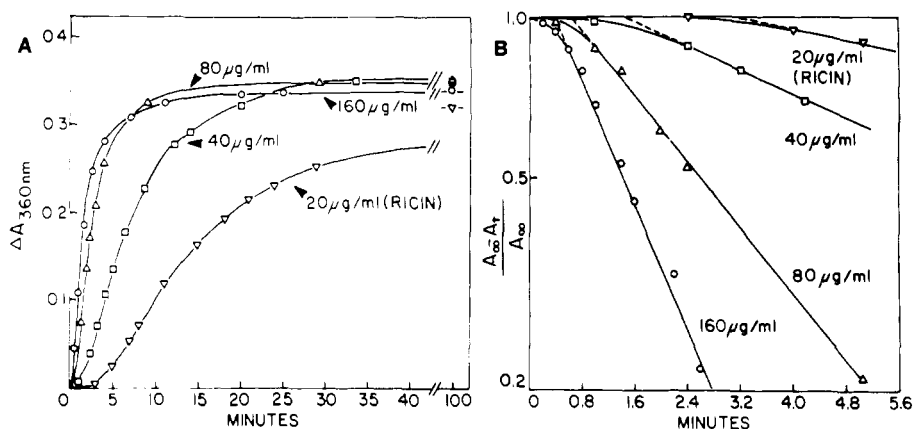 A
0.4
0.3
0.2
0.1
0
ΔA360nm
80µg/ml
160µg/ml
40µg/ml
20µg/ml (RICIN)
0 5 10 15 20 25 30 35 40 100
MINUTES
B
1.0
0.5
0.2
A∞-At
A∞
20µg/ml
(RICIN)
40µg/ml
80µg/ml
160µg/ml
0 0.8 1.6 2.4 3.2 4.0 4.8 5.6
MINUTES